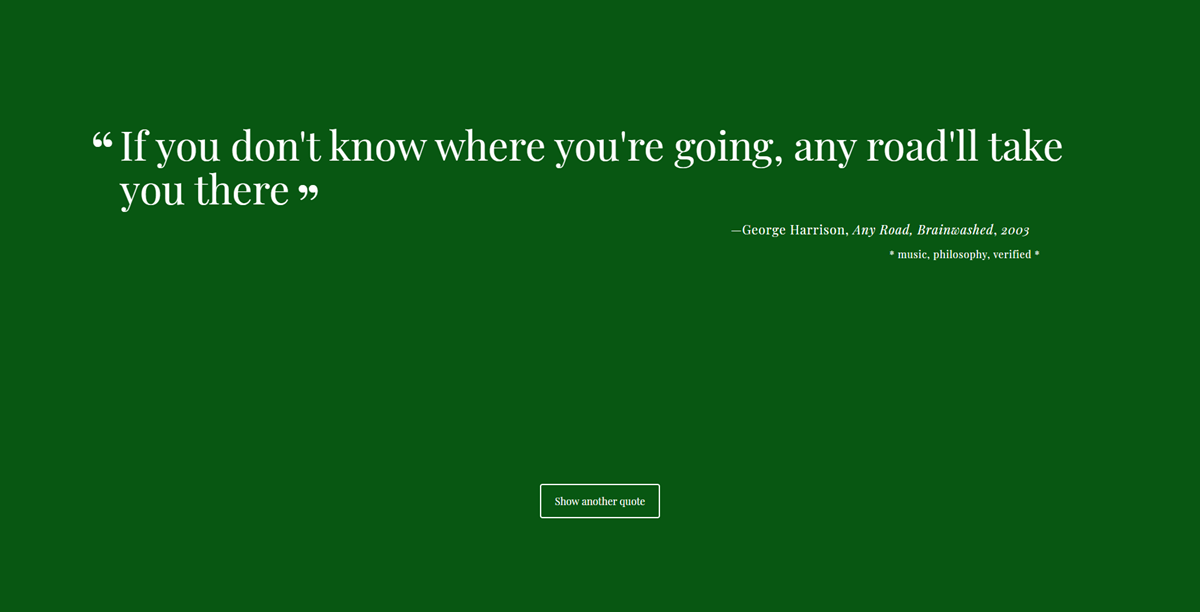 “ If you don't know where you're going, any road'll take
you there ”
—George Harrison, Any Road, Brainwashed, 2003
* music, philosophy, verified *
Show another quote